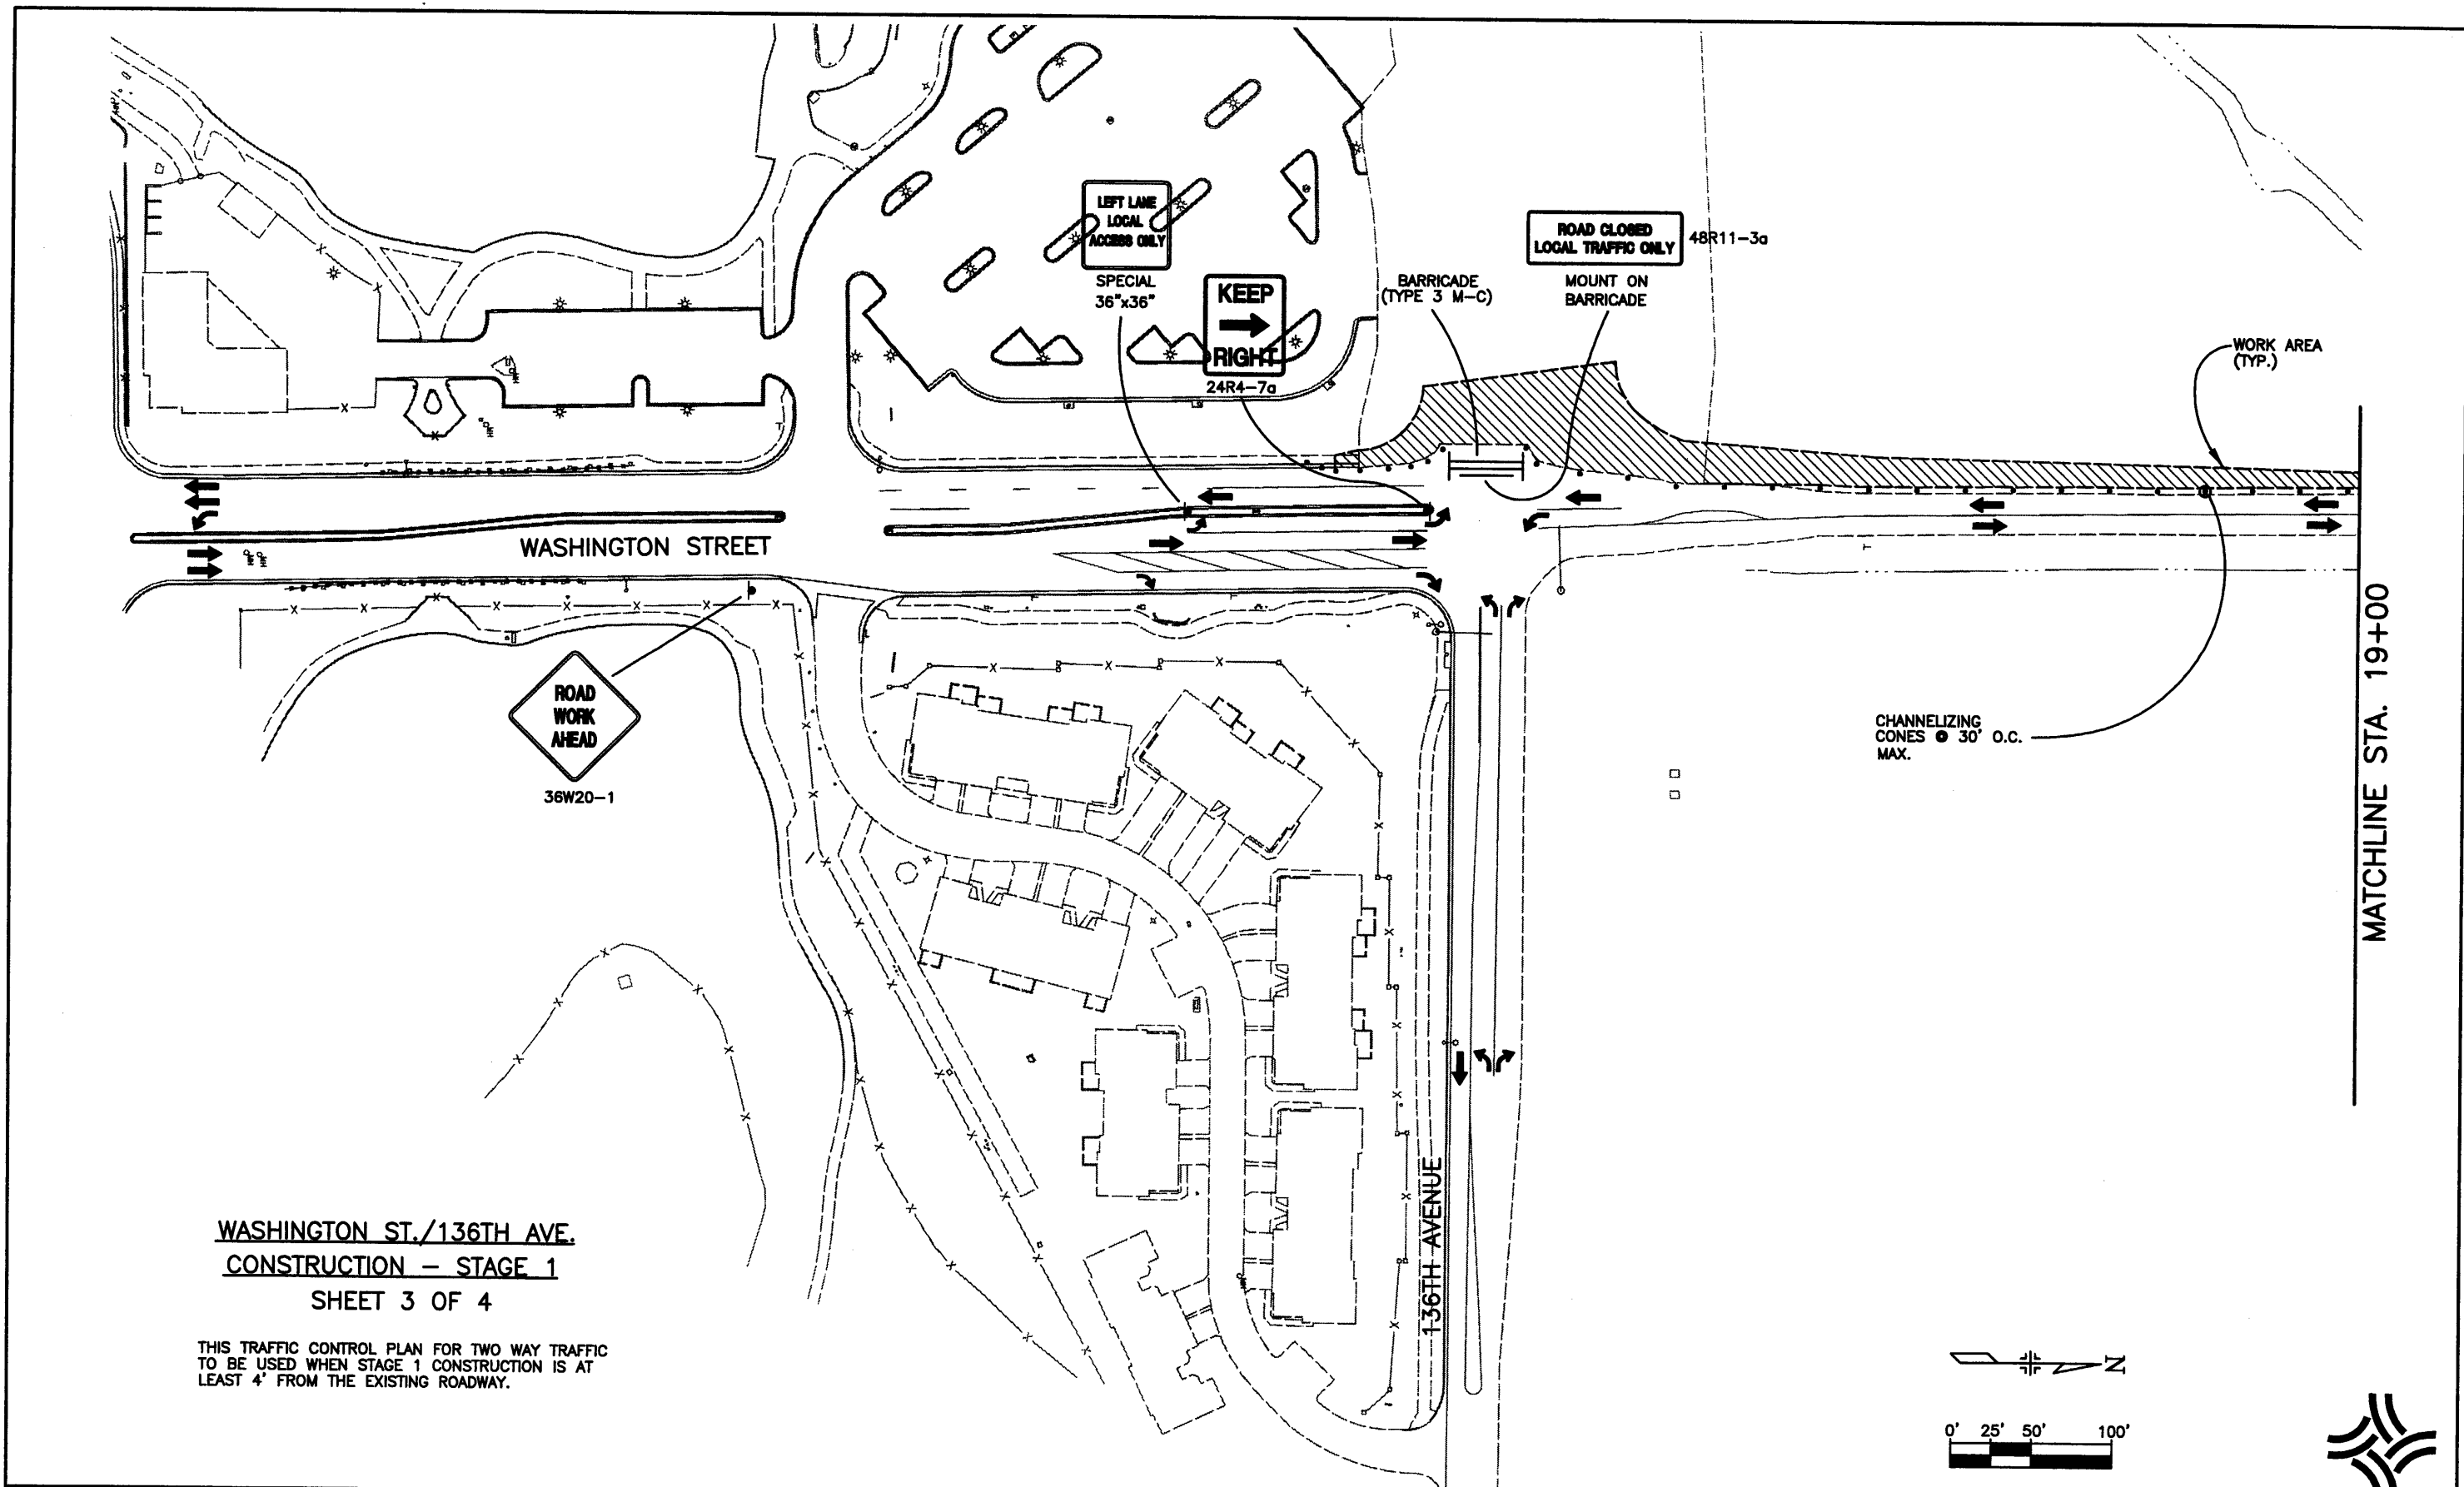 LEFT LANE
LOCAL
ACCESS ONLY
SPECIAL
36"x36"
KEEP
RIGHT
24R4-7a
BARRICADE
(TYPE 3 M-C)
ROAD CLOSED
LOCAL TRAFFIC ONLY
48R11-3a
MOUNT ON
BARRICADE
WORK AREA
(TYP.)
WASHINGTON STREET
ROAD
WORK
AHEAD
36W20-1
CHANNELIZING
CONES @ 30' O.C.
MAX.
MATCHLINE STA. 19+00
136TH AVENUE
WASHINGTON ST./136TH AVE.
CONSTRUCTION - STAGE 1
SHEET 3 OF 4
THIS TRAFFIC CONTROL PLAN FOR TWO WAY TRAFFIC
TO BE USED WHEN STAGE 1 CONSTRUCTION IS AT
LEAST 4' FROM THE EXISTING ROADWAY.
N
0' 25' 50' 100'